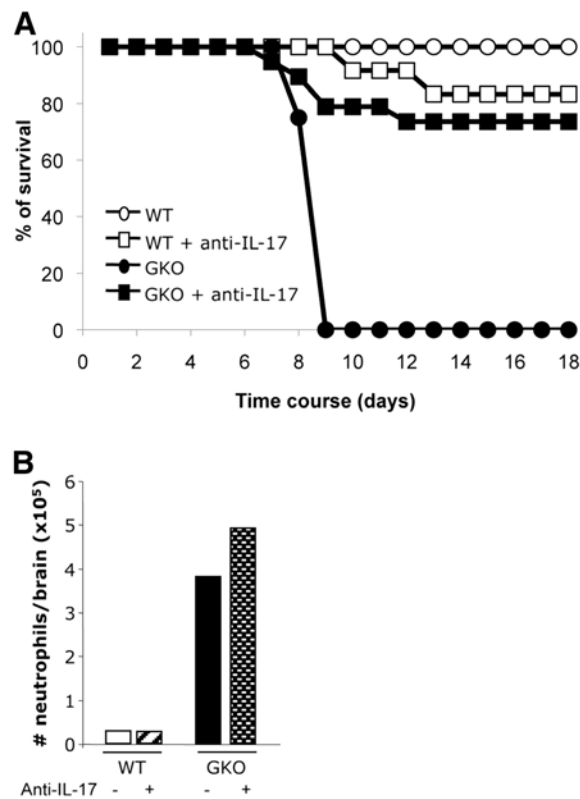 A
100
80
60
40
20
0
% of survival
WT
WT + anti-IL-17
GKO
GKO + anti-IL-17
0 2 4 6 8 10 12 14 16 18
Time course (days)
B
6
5
4
3
2
1
0
# neutrophils/brain (x10⁵)
WT GKO
Anti-IL-17 - + - +